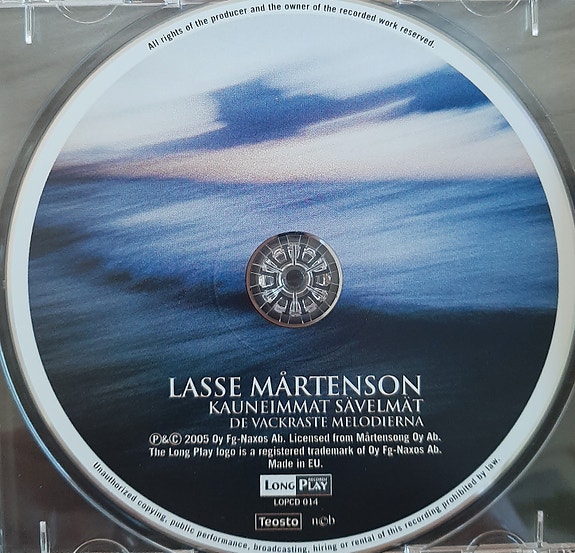 All rights of the producer and the owner of the recorded work reserved.
LASSE MÅRTENSON
KAUNEIMMAT SÄVELMÄT
DE VACKRASTE MELODIERNA
℗&© 2005 Oy Fg-Naxos Ab. Licensed from Mårtensong Oy Ab.
The Long Play logo is a registered trademark of Oy Fg-Naxos Ab.
Made in EU.
LONG PLAY RECORDS
LOPCD 014
Teosto ncb
Unauthorized copying, public performance, broadcasting, hiring or rental of this recording prohibited by law.